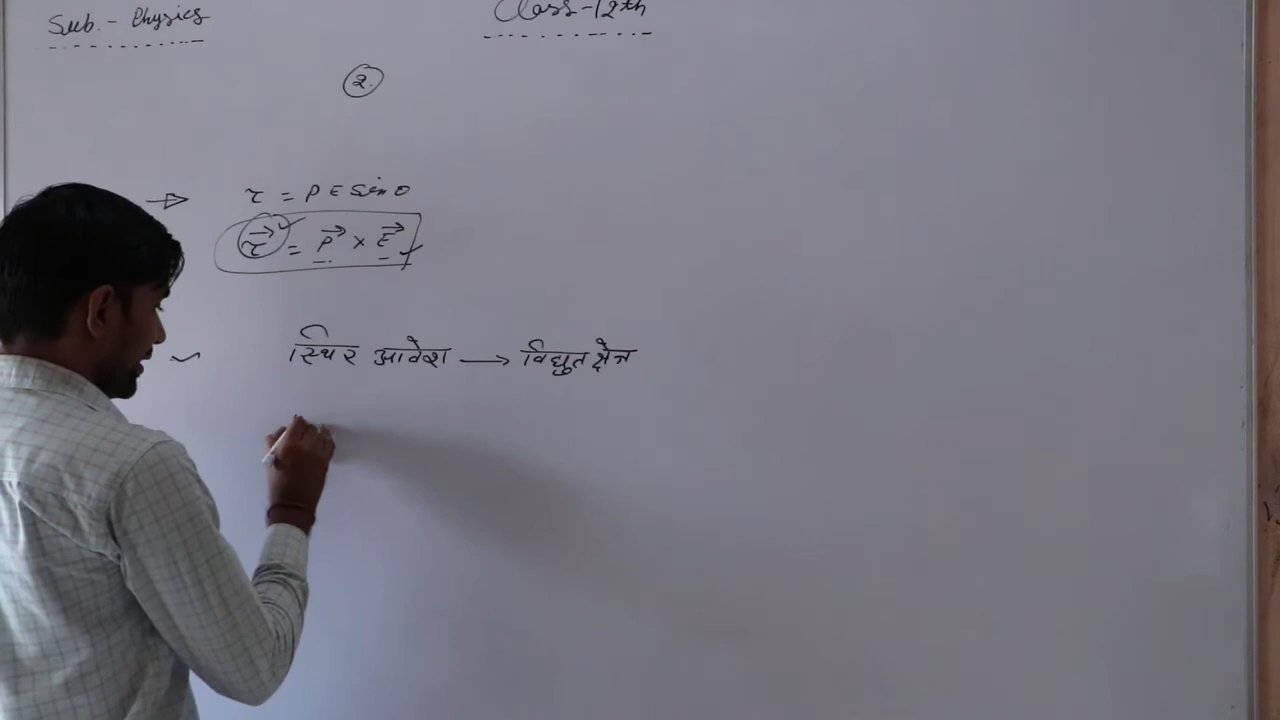 Sub. - Physics
Class-12th
2.
τ = P E Sin θ
τ⃗ = P⃗ × E⃗
स्थिर आवेश → विद्युत क्षेत्र